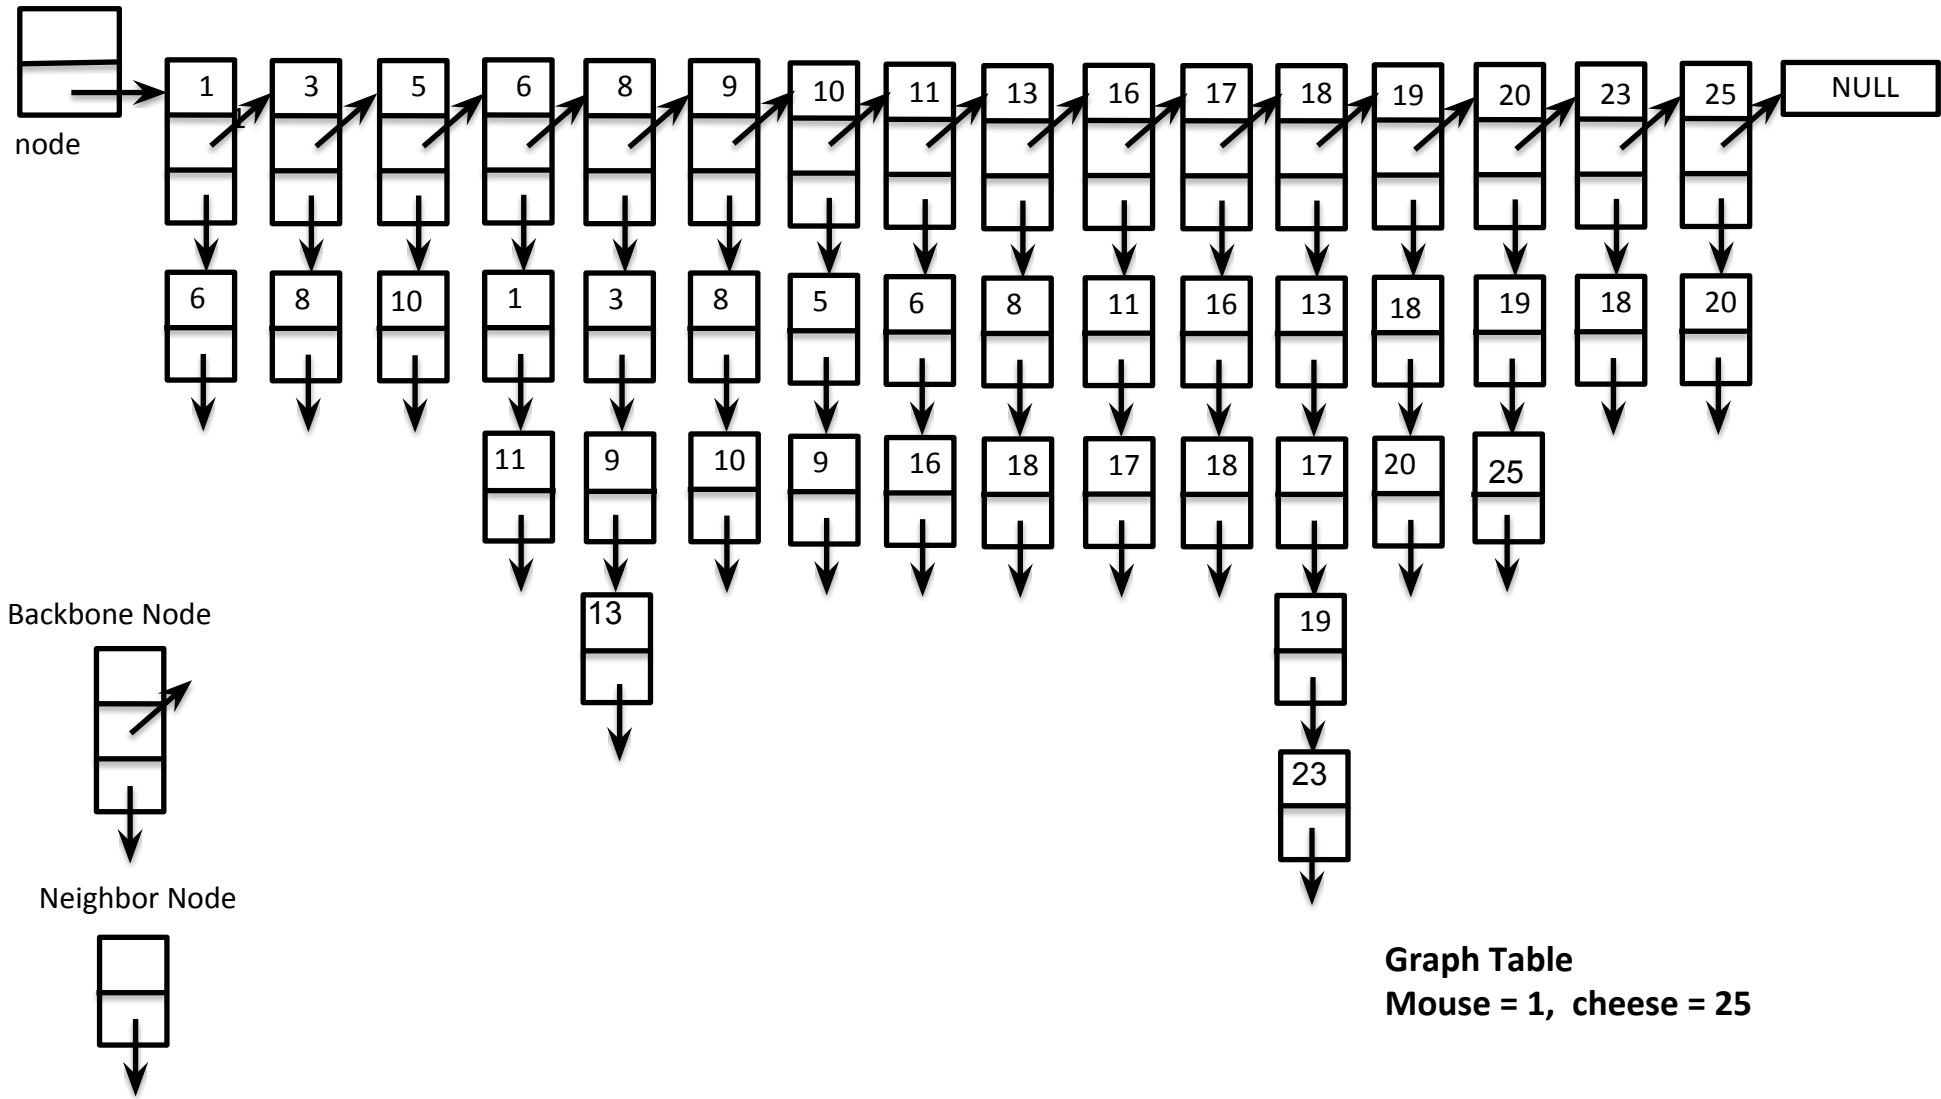 1 3 5 6 8 9 10 11 13 16 17 18 19 20 23 25 NULL
1
node
6 8 10 1 3 8 5 6 8 11 16 13 18 19 18 20
11 9 10 9 16 18 17 18 17 20 25
13 19
Backbone Node
23
Neighbor Node
Graph Table
Mouse = 1, cheese = 25